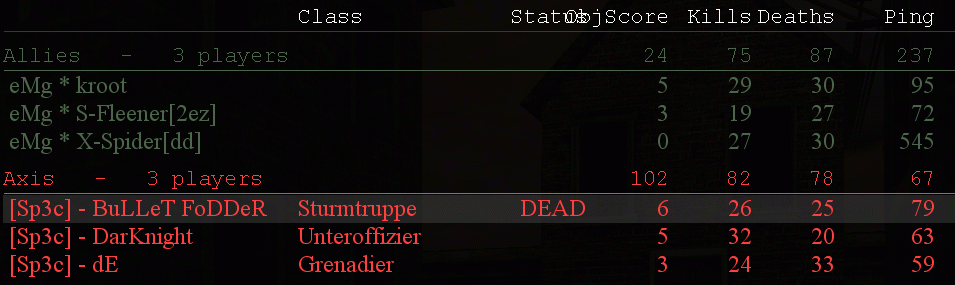 Class Status ObjScore Kills Deaths Ping
Allies - 3 players 24 75 87 237
eMg * kroot 5 29 30 95
eMg * S-Fleener[2ez] 3 19 27 72
eMg * X-Spider[dd] 0 27 30 545
Axis - 3 players 102 82 78 67
[Sp3c] - BuLLeT FoDDeR Sturmtruppe DEAD 6 26 25 79
[Sp3c] - DarKnight Unteroffizier 5 32 20 63
[Sp3c] - dE Grenadier 3 24 33 59